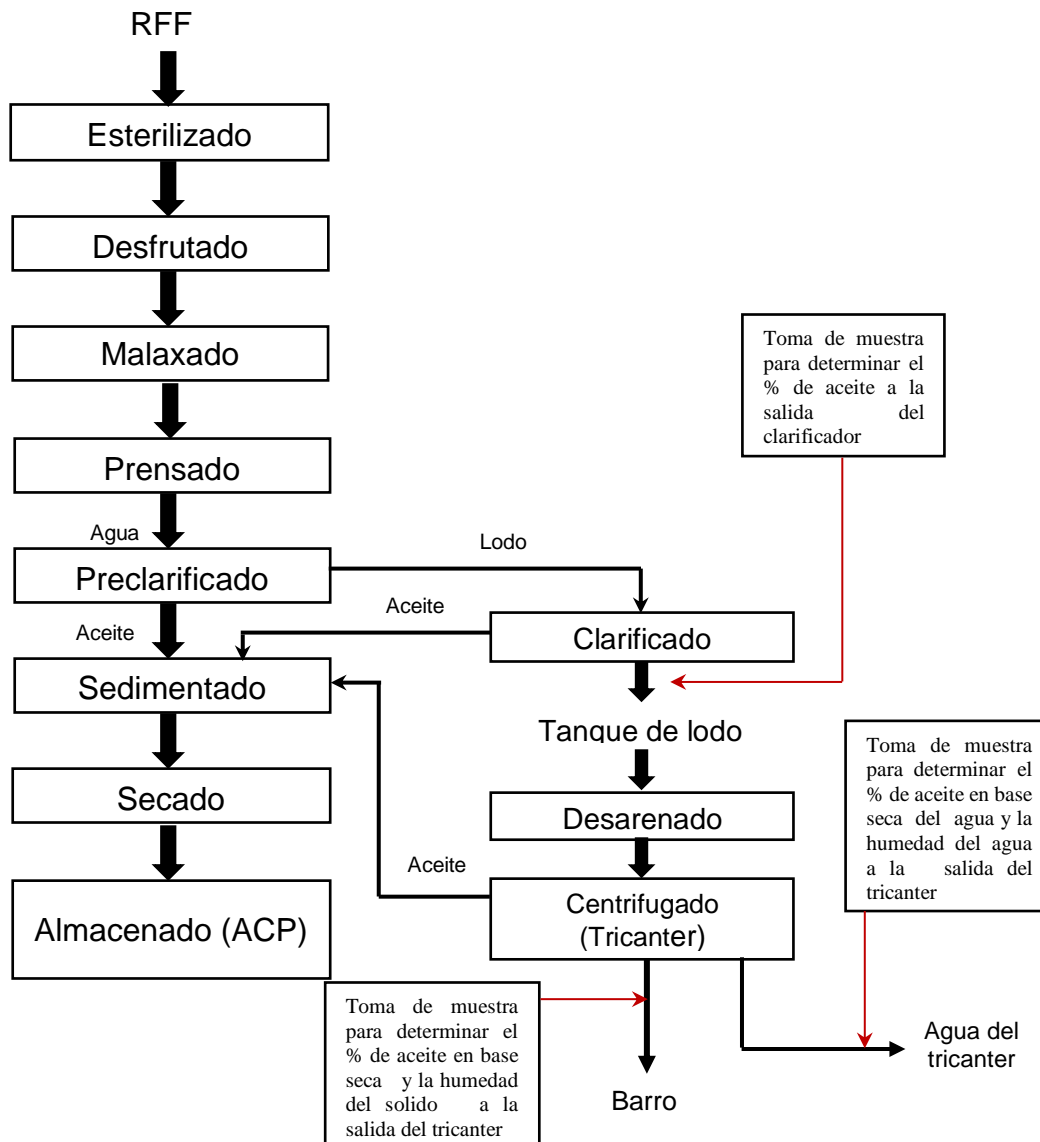 RFF
Esterilizado
Desfrutado
Malaxado
Prensado
Agua
Preclarificado
Lodo
Aceite
Aceite
Clarificado
Sedimentado
Secado
Almacenado (ACP)
Tanque de lodo
Desarenado
Aceite
Centrifugado
(Tricanter)
Toma de muestra
para determinar el
% de aceite a la
salida del
clarificador
Toma de muestra
para determinar el
% de aceite en base
seca del agua y la
humedad del agua
a la salida del
tricanter
Toma de muestra
para determinar el
% de aceite en base
seca y la humedad
del solido a la
salida del tricanter
Barro
Agua del
tricanter